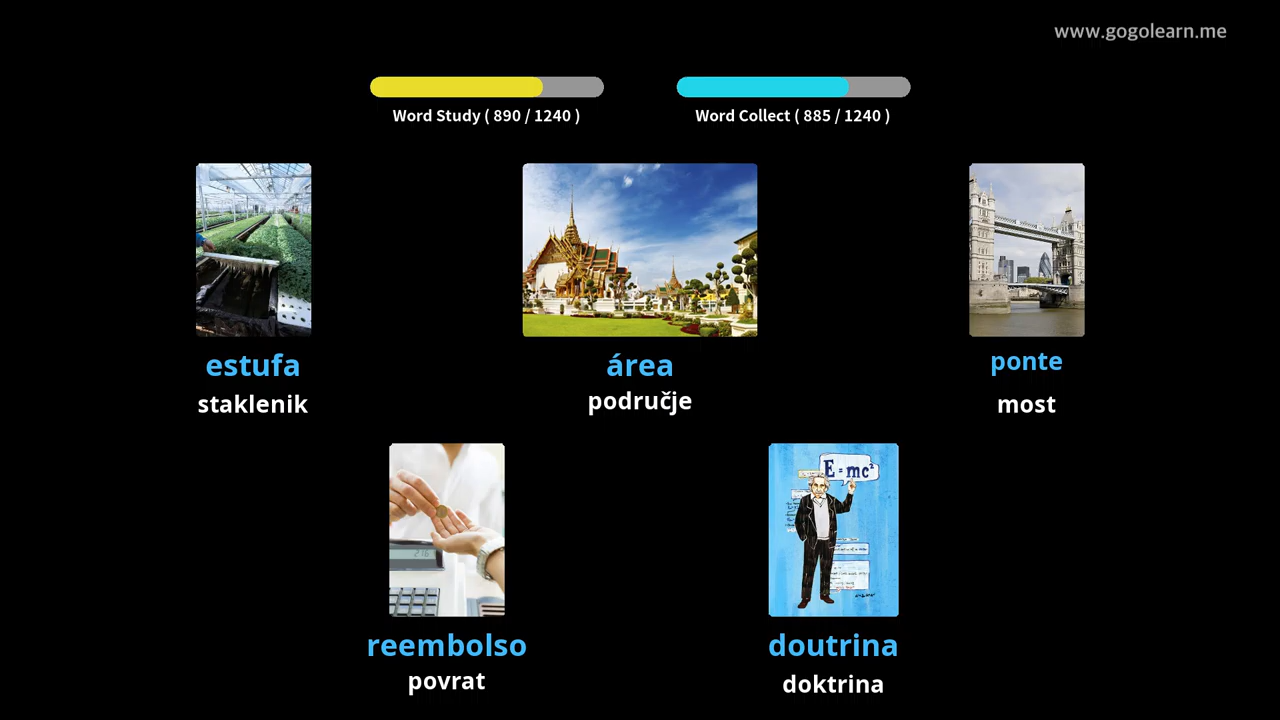 www.gogolearn.me
Word Study ( 890 / 1240 )
Word Collect ( 885 / 1240 )
estufa
staklenik
área
područje
ponte
most
E=mc²
reembolso
povrat
doutrina
doktrina